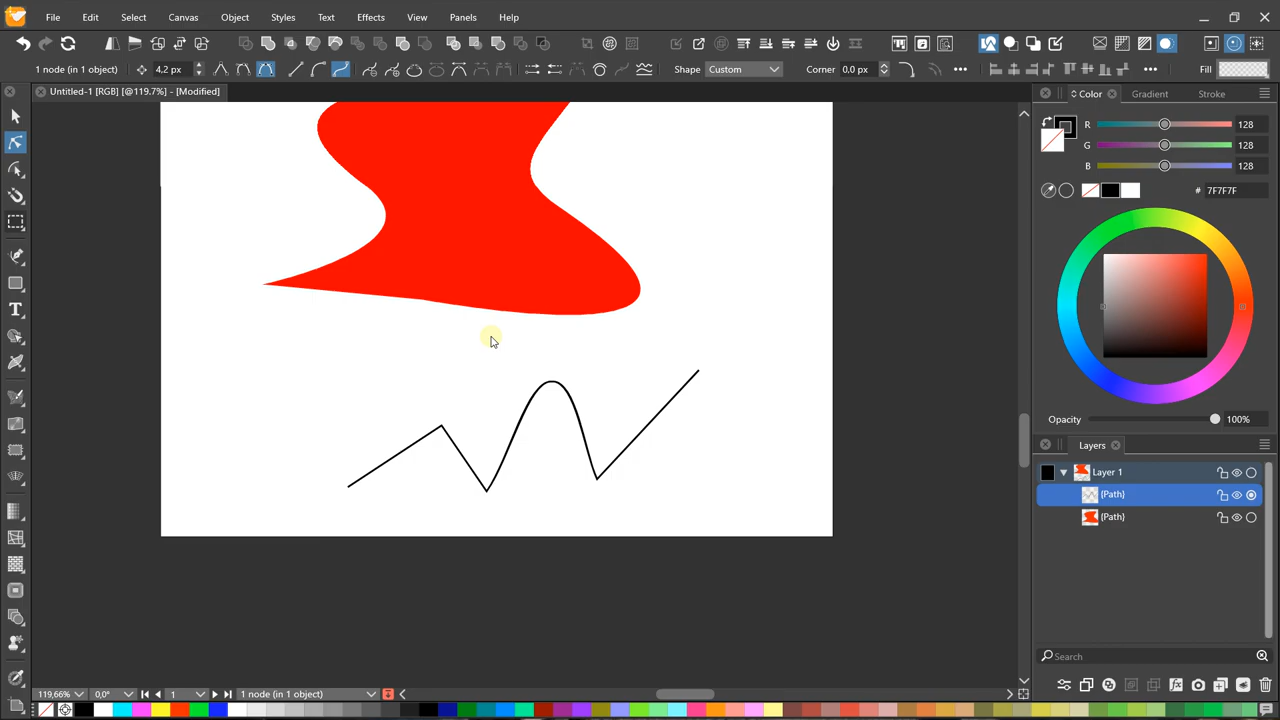 File Edit Select Canvas Object Styles Text Effects View Panels Help
1 node (in 1 object) 4,2 px Shape Custom Corner 0,0 px Fill
Untitled-1 [RGB] [@119.7%] - [Modified]
Color Gradient Stroke
R 128
G 128
B 128
# 7F7F7F
Opacity 100%
Layers
Layer 1
(Path)
(Path)
Search
119,66% 0,0° 1 1 node (in 1 object)